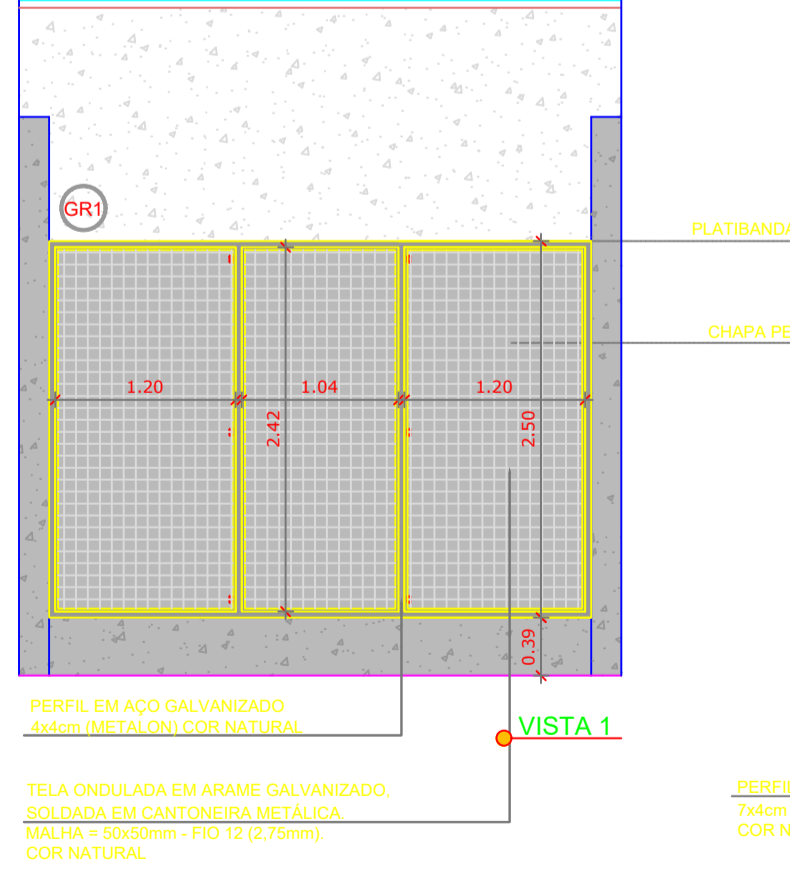 GR1
PLATIBANDA
CHAPA PE
1.20
1.04
1.20
2.42
2.50
0.39
PERFIL EM AÇO GALVANIZADO
4x4cm (METALON) COR NATURAL
VISTA 1
TELA ONDULADA EM ARAME GALVANIZADO,
SOLDADA EM CANTONEIRA METÁLICA,
MALHA = 50x50mm - FIO 12 (2,75mm).
COR NATURAL
PERFIL
7x4cm
COR N